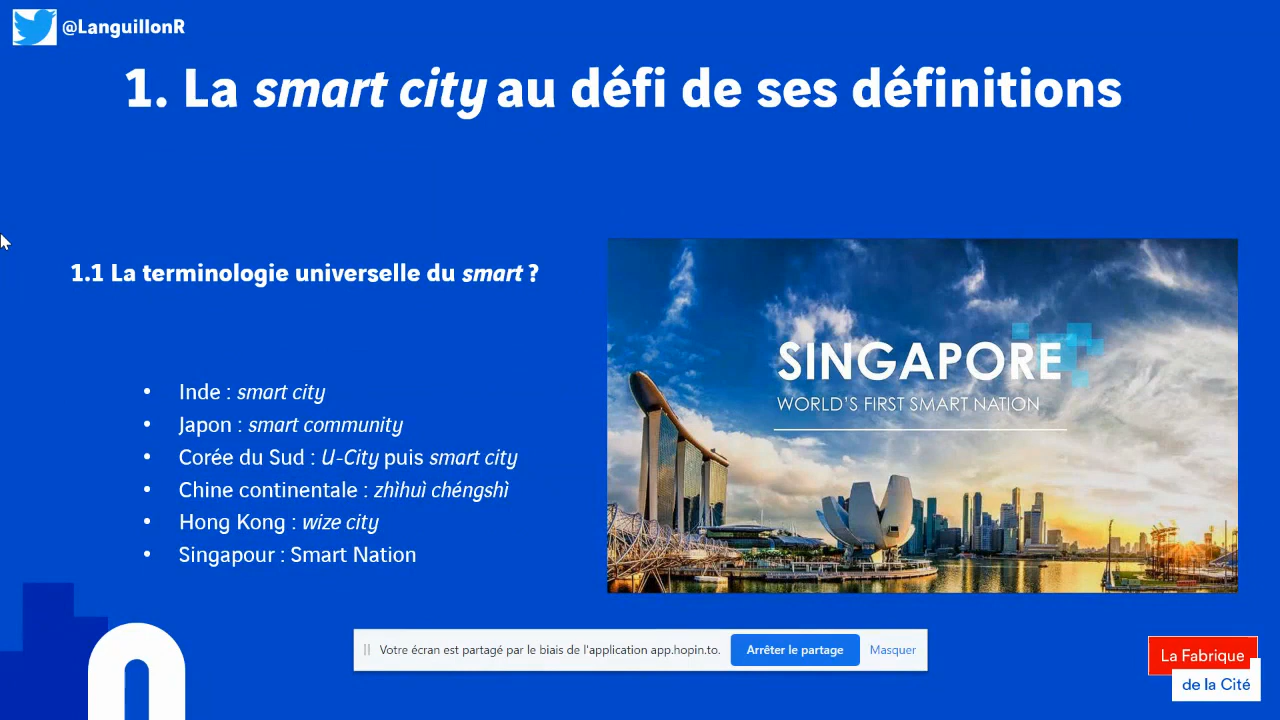 @LanguillonR
1. La smart city au défi de ses définitions
1.1 La terminologie universelle du smart ?
• Inde : smart city
• Japon : smart community
• Corée du Sud : U-City puis smart city
• Chine continentale : zhìhuì chéngshì
• Hong Kong : wize city
• Singapour : Smart Nation
SINGAPORE
WORLD'S FIRST SMART NATION
Votre écran est partagé par le biais de l'application app.hopin.to.
Arrêter le partage
Masquer
La Fabrique
de la Cité